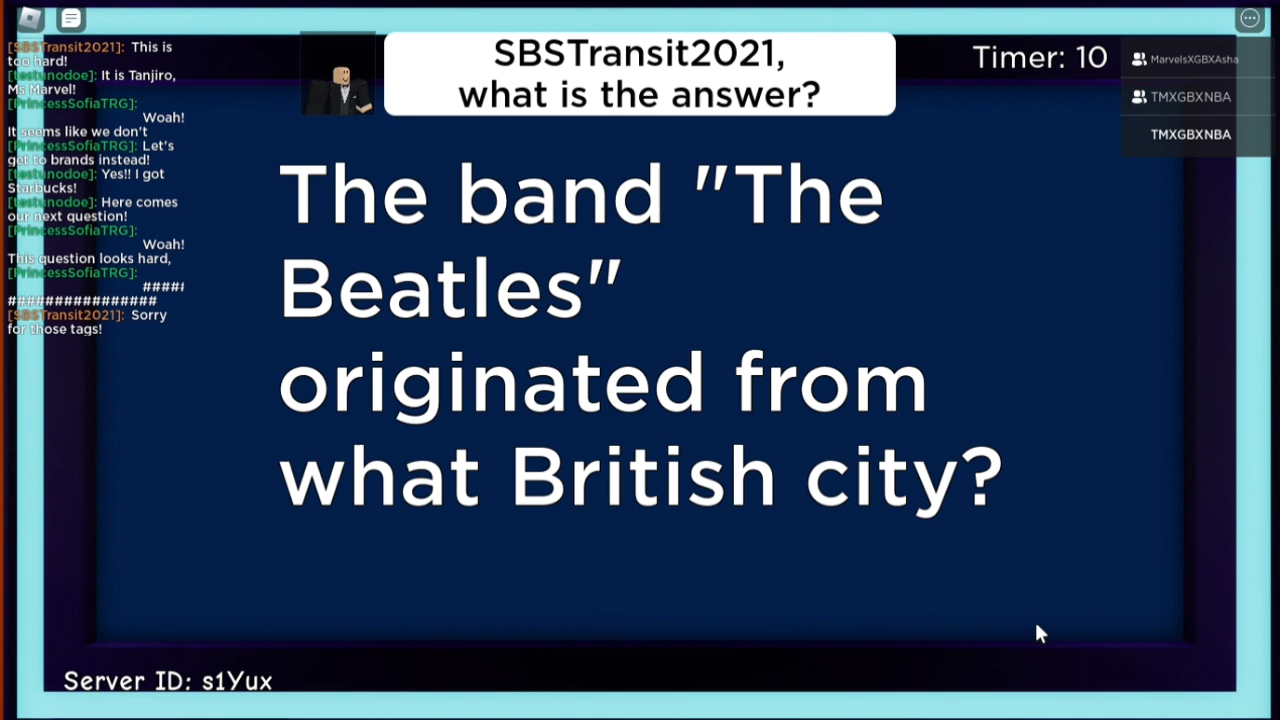 [SBSTransit2021]: This is
too hard!
[testunodoe]: It is Tanjiro,
Ms Marvel!
[PrincessSofiaTRG]:
Woah!
It seems like we don't
[PrincessSofiaTRG]: Let's
get to brands instead!
[testunodoe]: Yes!! I got
Starbucks!
[testunodoe]: Here comes
our next question!
[PrincessSofiaTRG]:
Woah!
This question looks hard,
[PrincessSofiaTRG]:
####
################
[SBSTransit2021]: Sorry
for those tags!
SBSTransit2021,
what is the answer?
Timer: 10
MarvelsXGBXAsha
TMXGBXNBA
TMXGBXNBA
The band "The
Beatles"
originated from
what British city?
Server ID: s1Yux